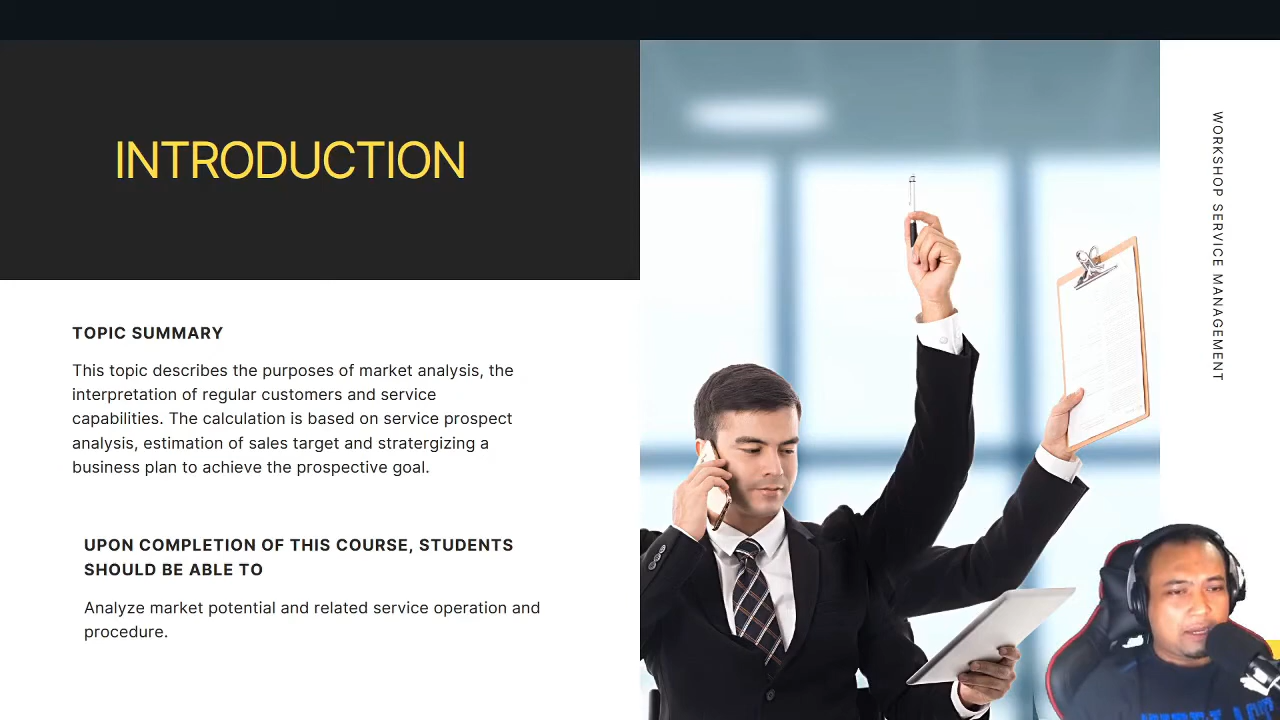 INTRODUCTION
TOPIC SUMMARY
This topic describes the purposes of market analysis, the
interpretation of regular customers and service
capabilities. The calculation is based on service prospect
analysis, estimation of sales target and stratergizing a
business plan to achieve the prospective goal.
UPON COMPLETION OF THIS COURSE, STUDENTS
SHOULD BE ABLE TO
Analyze market potential and related service operation and
procedure.
WORKSHOP SERVICE MANAGEMENT